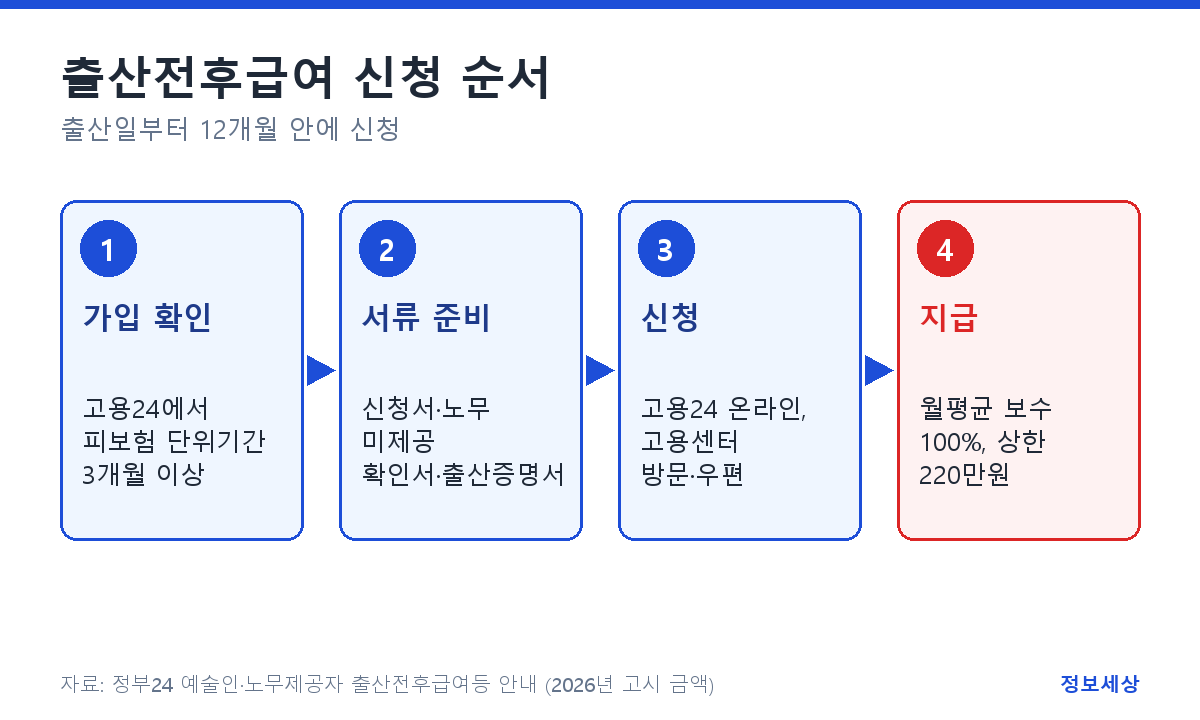 출산전후급여 신청 순서
출산일부터 12개월 안에 신청
1
가입 확인
고용24에서
피보험 단위기간
3개월 이상
2
서류 준비
신청서·노무
미제공
확인서·출산증명서
3
신청
고용24 온라인,
고용센터
방문·우편
4
지급
월평균 보수
100%, 상한
220만원
자료: 정부24 예술인·노무제공자 출산전후급여등 안내 (2026년 고시 금액)
정보세상